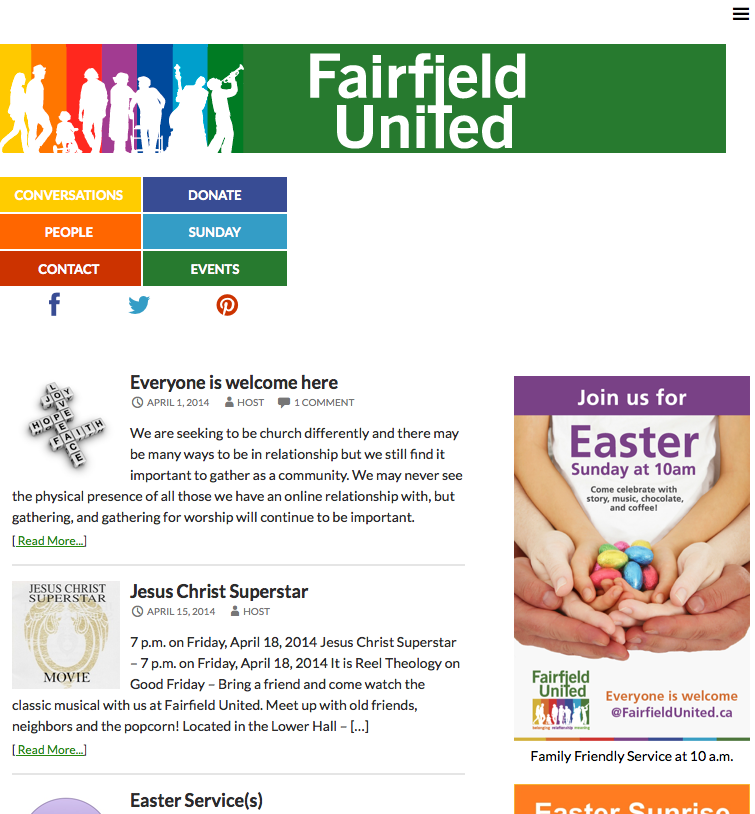 Fairfield
United
CONVERSATIONS
DONATE
PEOPLE
SUNDAY
CONTACT
EVENTS
Everyone is welcome here
APRIL 1, 2014 HOST 1 COMMENT
We are seeking to be church differently and there may
be many ways to be in relationship but we still find it
important to gather as a community. We may never see
the physical presence of all those we have an online relationship with, but
gathering, and gathering for worship will continue to be important.
[ Read More...]
LOVE
JOY
HOPE
PEACE
FAITH
JESUS CHRIST
SUPERSTAR
MOVIE
Jesus Christ Superstar
APRIL 15, 2014 HOST
7 p.m. on Friday, April 18, 2014 Jesus Christ Superstar
– 7 p.m. on Friday, April 18, 2014 It is Reel Theology on
Good Friday – Bring a friend and come watch the
classic musical with us at Fairfield United. Meet up with old friends,
neighbors and the popcorn! Located in the Lower Hall – [...]
[ Read More...]
Easter Service(s)
Join us for
Easter
Sunday at 10am
Come celebrate with
story, music, chocolate,
and coffee!
Fairfield
United
belonging relationship meaning
Everyone is welcome
@FairfieldUnited.ca
Family Friendly Service at 10 a.m.
Easter Sunrise